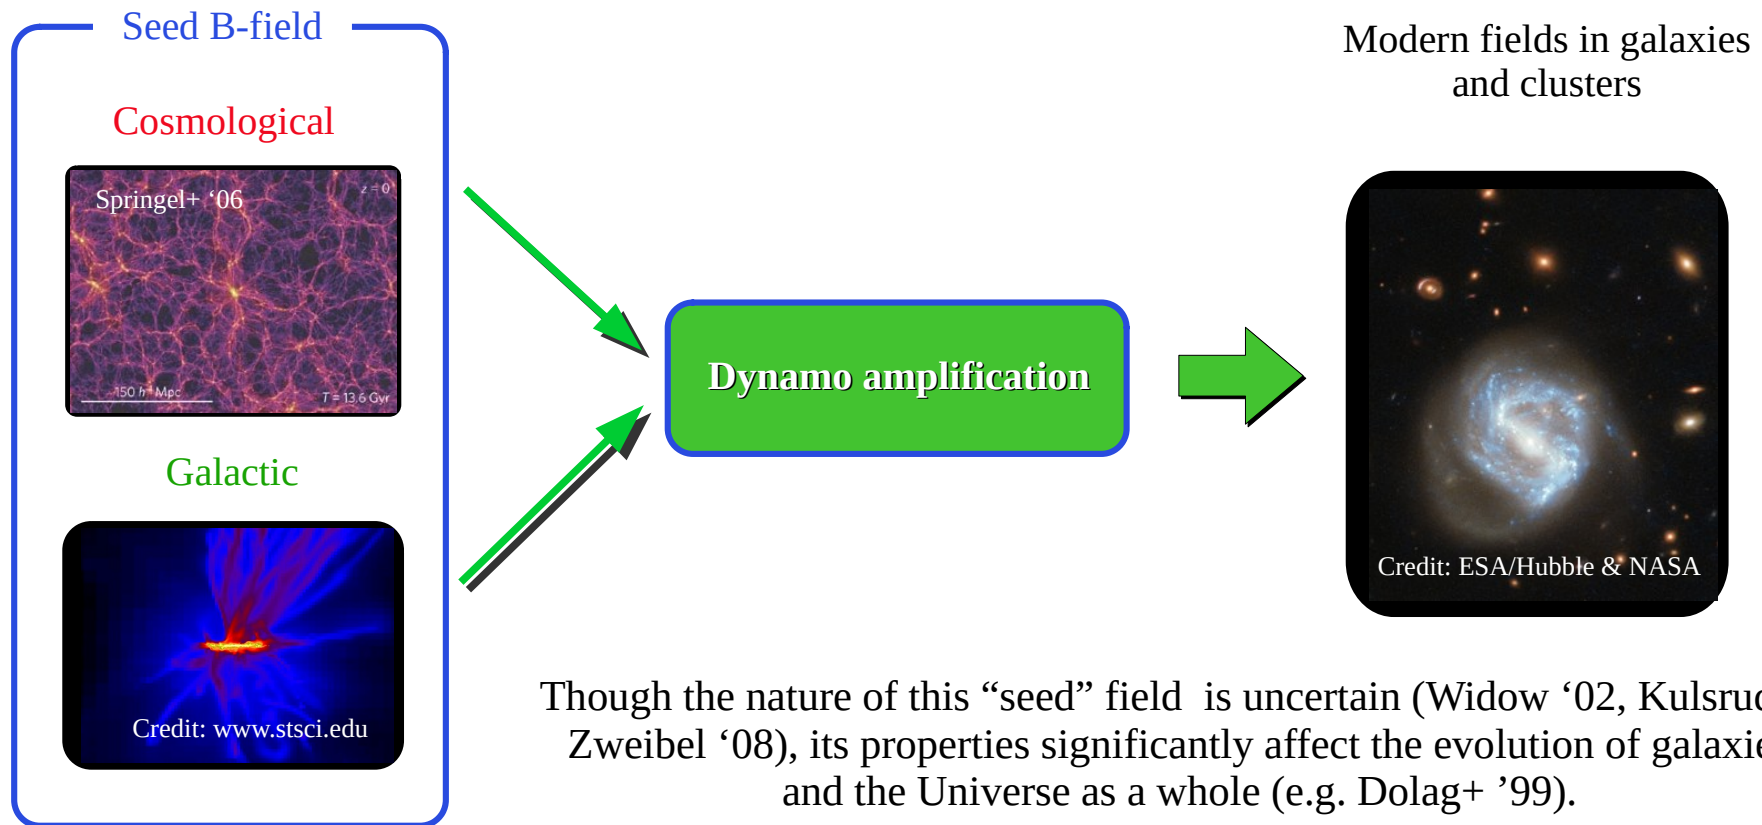 Seed B-field
Cosmological
Springel+ ‘06
z = 0
150 h⁻¹ Mpc
T = 13.6 Gyr
Galactic
Credit: www.stsci.edu
Dynamo amplification
Modern fields in galaxies
and clusters
Credit: ESA/Hubble & NASA
Though the nature of this “seed” field is uncertain (Widow ‘02,
Zweibel ‘08), its properties significantly affect the evolution of
and the Universe as a whole (e.g. Dolag+ ’99).